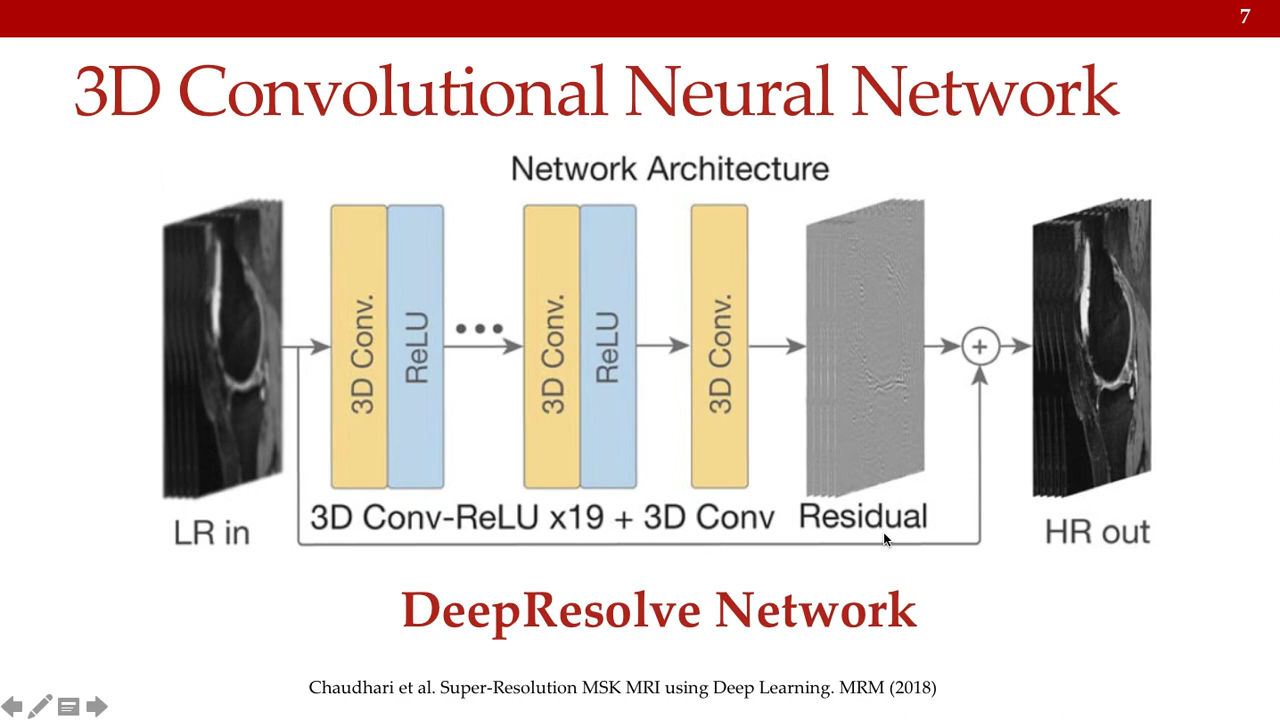 7
3D Convolutional Neural Network
Network Architecture
3D Conv.
ReLU
3D Conv.
ReLU
3D Conv.
+
3D Conv-ReLU x19 + 3D Conv
Residual
LR in
HR out
DeepResolve Network
Chaudhari et al. Super-Resolution MSK MRI using Deep Learning. MRM (2018)